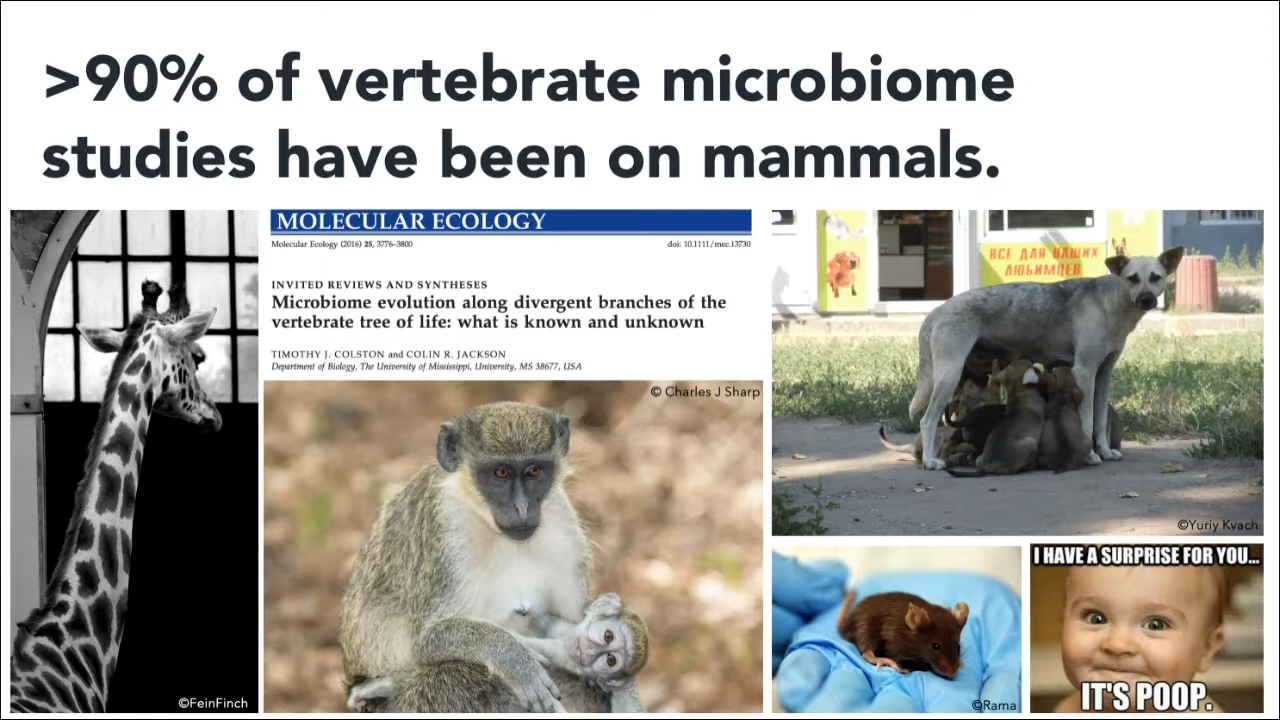 >90% of vertebrate microbiome
studies have been on mammals.
MOLECULAR ECOLOGY
Molecular Ecology (2016) 25, 3776–3800
doi: 10.1111/mec.13730
INVITED REVIEWS AND SYNTHESES
Microbiome evolution along divergent branches of the
vertebrate tree of life: what is known and unknown
TIMOTHY J. COLSTON and COLIN R. JACKSON
Department of Biology, The University of Mississippi, University, MS 38677, USA
© Charles J Sharp
©FeinFinch
ВСЕ ДЛЯ НАШИХ
ЛЮБИМЦЕВ
©Yuriy Kvach
©Rama
I HAVE A SURPRISE FOR YOU...
IT'S POOP.